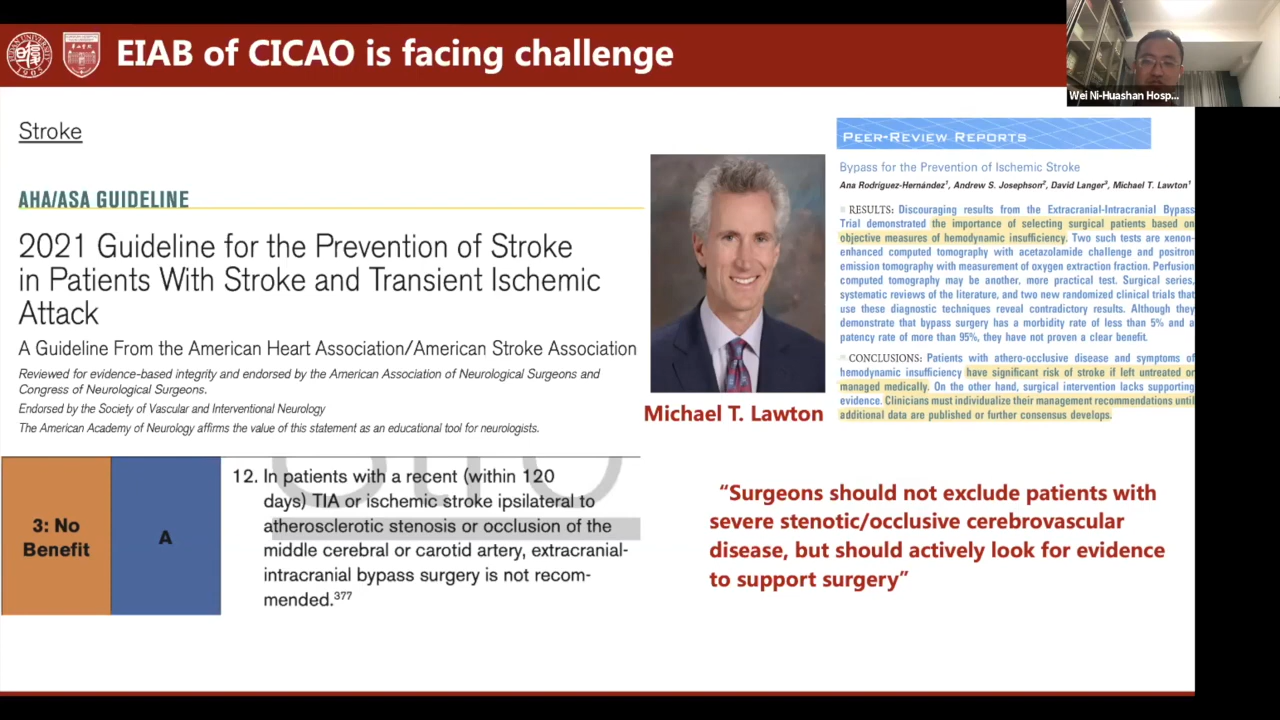 EIAB of CICAO is facing challenge
Wei Ni-Huashan Hosp...
Stroke
AHA/ASA GUIDELINE
2021 Guideline for the Prevention of Stroke
in Patients With Stroke and Transient Ischemic
Attack
A Guideline From the American Heart Association/American Stroke Association
Reviewed for evidence-based integrity and endorsed by the American Association of Neurological Surgeons and
Congress of Neurological Surgeons.
Endorsed by the Society of Vascular and Interventional Neurology
The American Academy of Neurology affirms the value of this statement as an educational tool for neurologists.
3: No
Benefit
A
12. In patients with a recent (within 120
days) TIA or ischemic stroke ipsilateral to
atherosclerotic stenosis or occlusion of the
middle cerebral or carotid artery, extracranial-
intracranial bypass surgery is not recom-
mended.³⁷⁷
Michael T. Lawton
PEER-REVIEW REPORTS
Bypass for the Prevention of Ischemic Stroke
Ana Rodríguez-Hernández¹, Andrew S. Josephson², David Langer³, Michael T. Lawton¹
RESULTS: Discouraging results from the Extracranial-Intracranial Bypass
Trial demonstrated the importance of selecting surgical patients based on
objective measures of hemodynamic insufficiency. Two such tests are xenon-
enhanced computed tomography with acetazolamide challenge and positron
emission tomography with measurement of oxygen extraction fraction. Perfusion
computed tomography may be another, more practical test. Surgical series,
systematic reviews of the literature, and two new randomized clinical trials that
use these diagnostic techniques reveal contradictory results. Although they
demonstrate that bypass surgery has a morbidity rate of less than 5% and a
patency rate of more than 95%, they have not proven a clear benefit.
CONCLUSIONS: Patients with athero-occlusive disease and symptoms of
hemodynamic insufficiency have significant risk of stroke if left untreated or
managed medically. On the other hand, surgical intervention lacks supporting
evidence. Clinicians must individualize their management recommendations until
additional data are published or further consensus develops.
“Surgeons should not exclude patients with
severe stenotic/occlusive cerebrovascular
disease, but should actively look for evidence
to support surgery”